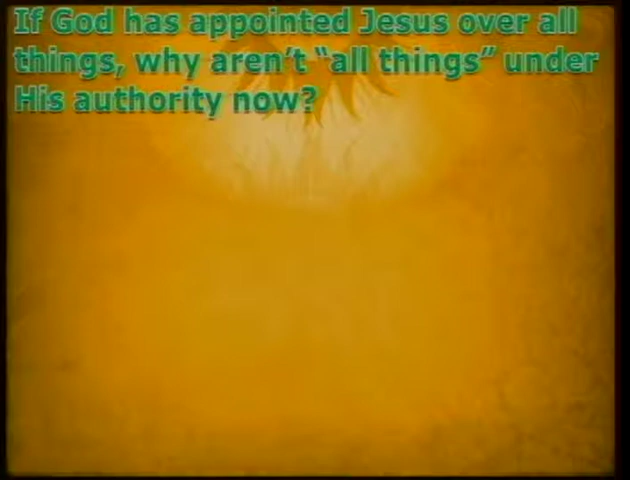 If God has appointed Jesus over all
things, why aren't "all things" under
His authority now?